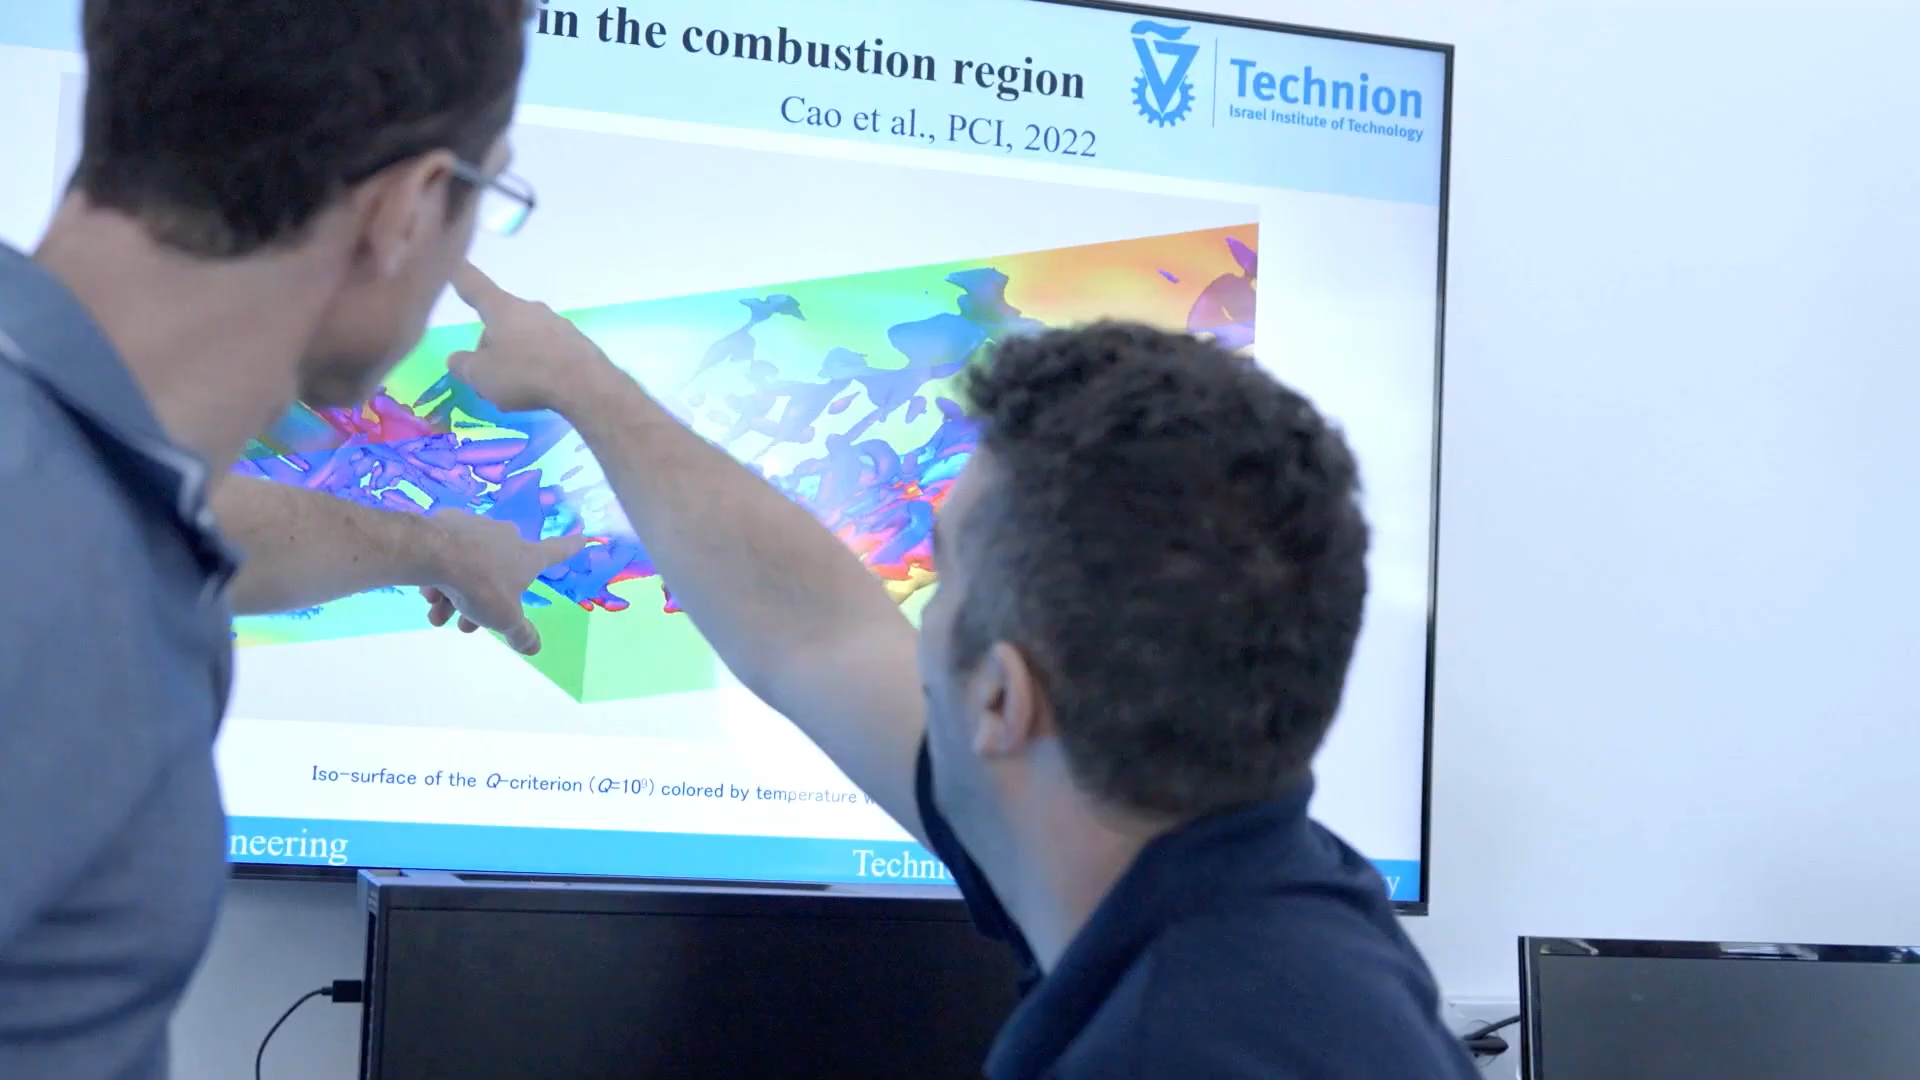 in the combustion region
Cao et al., PCI, 2022
Technion
Israel Institute of Technology
Iso-surface of the Q-criterion (Q=10⁹) colored by temperature
neering
Techni
y